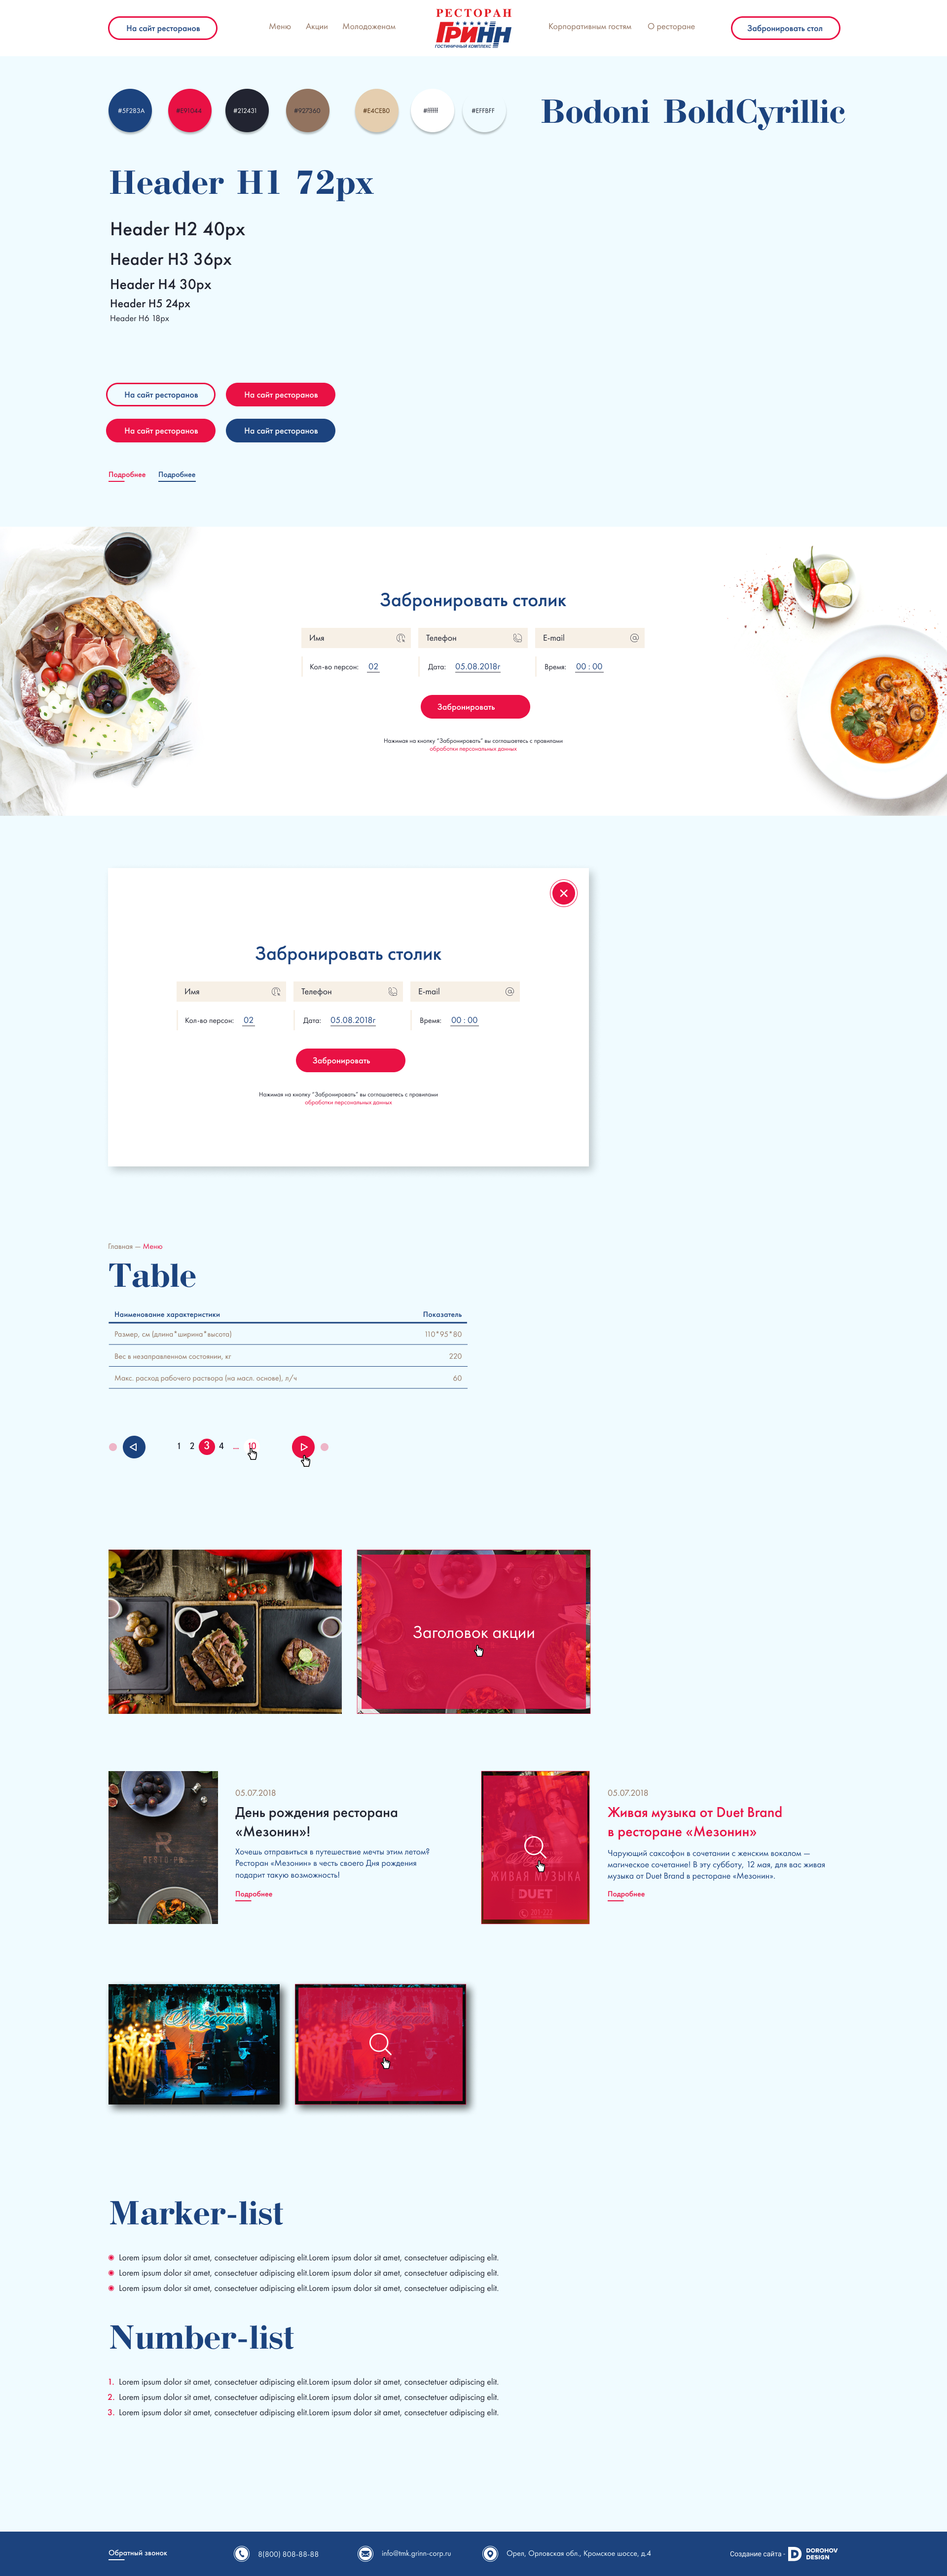 На сайт ресторанов
Меню Акции Молодоженам
РЕСТОРАН
ГРИНН
ГОСТИНИЧНЫЙ КОМПЛЕКС
Корпоративным гостям О ресторане
Забронировать стол
#5F283A #E91044 #212431 #927360 #E4CEB0 #ffffff #EFFBFF
Bodoni BoldCyrillic
Header H1 72px
Header H2 40px
Header H3 36px
Header H4 30px
Header H5 24px
Header H6 18px
На сайт ресторанов На сайт ресторанов
На сайт ресторанов На сайт ресторанов
Подробнее Подробнее
Забронировать столик
Имя Телефон E-mail
Кол-во персон: 02 Дата: 05.08.2018г Время: 00 : 00
Забронировать
Нажимая на кнопку "Забронировать" вы соглашаетесь с правилами
обработки персональных данных
Забронировать столик
Имя Телефон E-mail
Кол-во персон: 02 Дата: 05.08.2018г Время: 00 : 00
Забронировать
Нажимая на кнопку "Забронировать" вы соглашаетесь с правилами
обработки персональных данных
Главная — Меню
Table
Наименование характеристики Показатель
Размер, см (длина*ширина*высота) 110*95*80
Вес в незаправленном состоянии, кг 220
Макс. расход рабочего раствора (на масл. основе), л/ч 60
1 2 3 4 ... 10
Заголовок акции
05.07.2018
День рождения ресторана
«Мезонин»!
Хочешь отправиться в путешествие мечты этим летом?
Ресторан «Мезонин» в честь своего Дня рождения
подарит такую возможность!
Подробнее
ЖИВАЯ МУЗЫКА
DUET
05.07.2018
Живая музыка от Duet Brand
в ресторане «Мезонин»
Чарующий саксофон в сочетании с женским вокалом —
магическое сочетание! В эту субботу, 12 мая, для вас живая
музыка от Duet Brand в ресторане «Мезонин».
Подробнее
Мезонин
Marker-list
Lorem ipsum dolor sit amet, consectetuer adipiscing elit.Lorem ipsum dolor sit amet, consectetuer adipiscing elit.
Lorem ipsum dolor sit amet, consectetuer adipiscing elit.Lorem ipsum dolor sit amet, consectetuer adipiscing elit.
Lorem ipsum dolor sit amet, consectetuer adipiscing elit.Lorem ipsum dolor sit amet, consectetuer adipiscing elit.
Number-list
1. Lorem ipsum dolor sit amet, consectetuer adipiscing elit.Lorem ipsum dolor sit amet, consectetuer adipiscing elit.
2. Lorem ipsum dolor sit amet, consectetuer adipiscing elit.Lorem ipsum dolor sit amet, consectetuer adipiscing elit.
3. Lorem ipsum dolor sit amet, consectetuer adipiscing elit.Lorem ipsum dolor sit amet, consectetuer adipiscing elit.
Обратный звонок
8(800) 808-88-88
info@tmk.grinn-corp.ru
Орел, Орловская обл., Кромское шоссе, д.4
Создание сайта -
DOROHOV
DESIGN